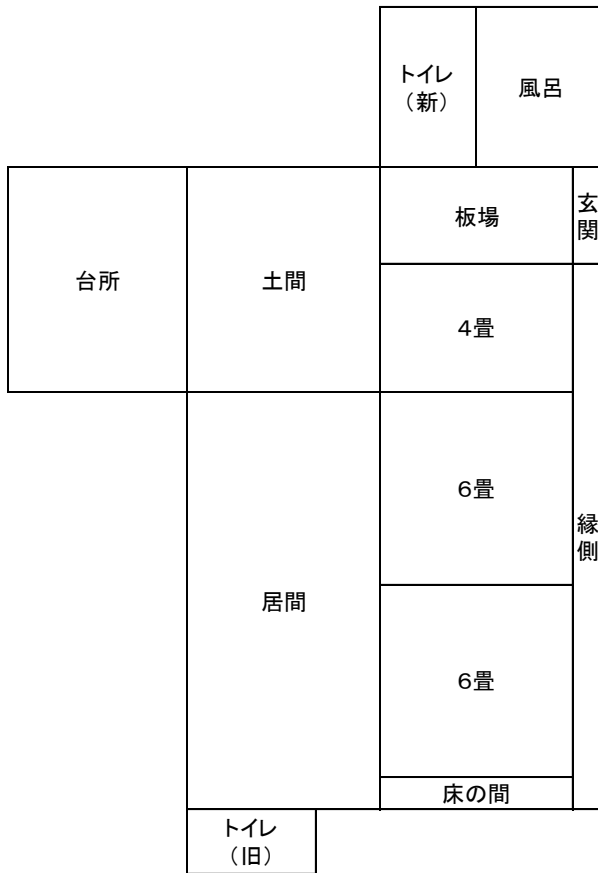 トイレ
（新）
風呂
板場
玄
関
台所
土間
４畳
６畳
縁
側
居間
６畳
床の間
トイレ
（旧）